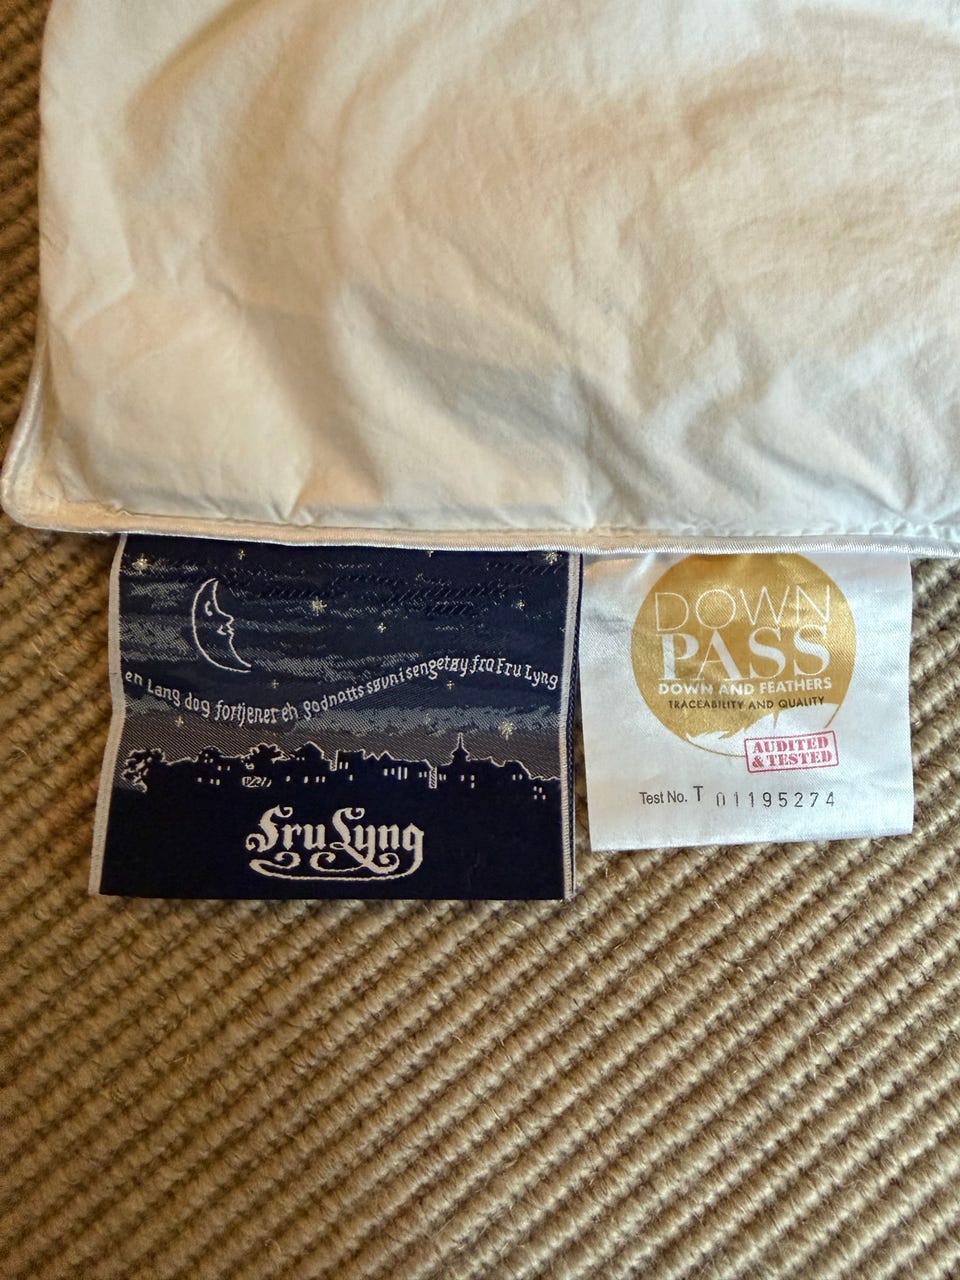 en Lang dag fortjener en godnatts søvn i sengetøy fra Fru Lyng
Fru Lyng
DOWN
PASS
DOWN AND FEATHERS
TRACEABILITY AND QUALITY
AUDITED
& TESTED
Test No. T 01195274